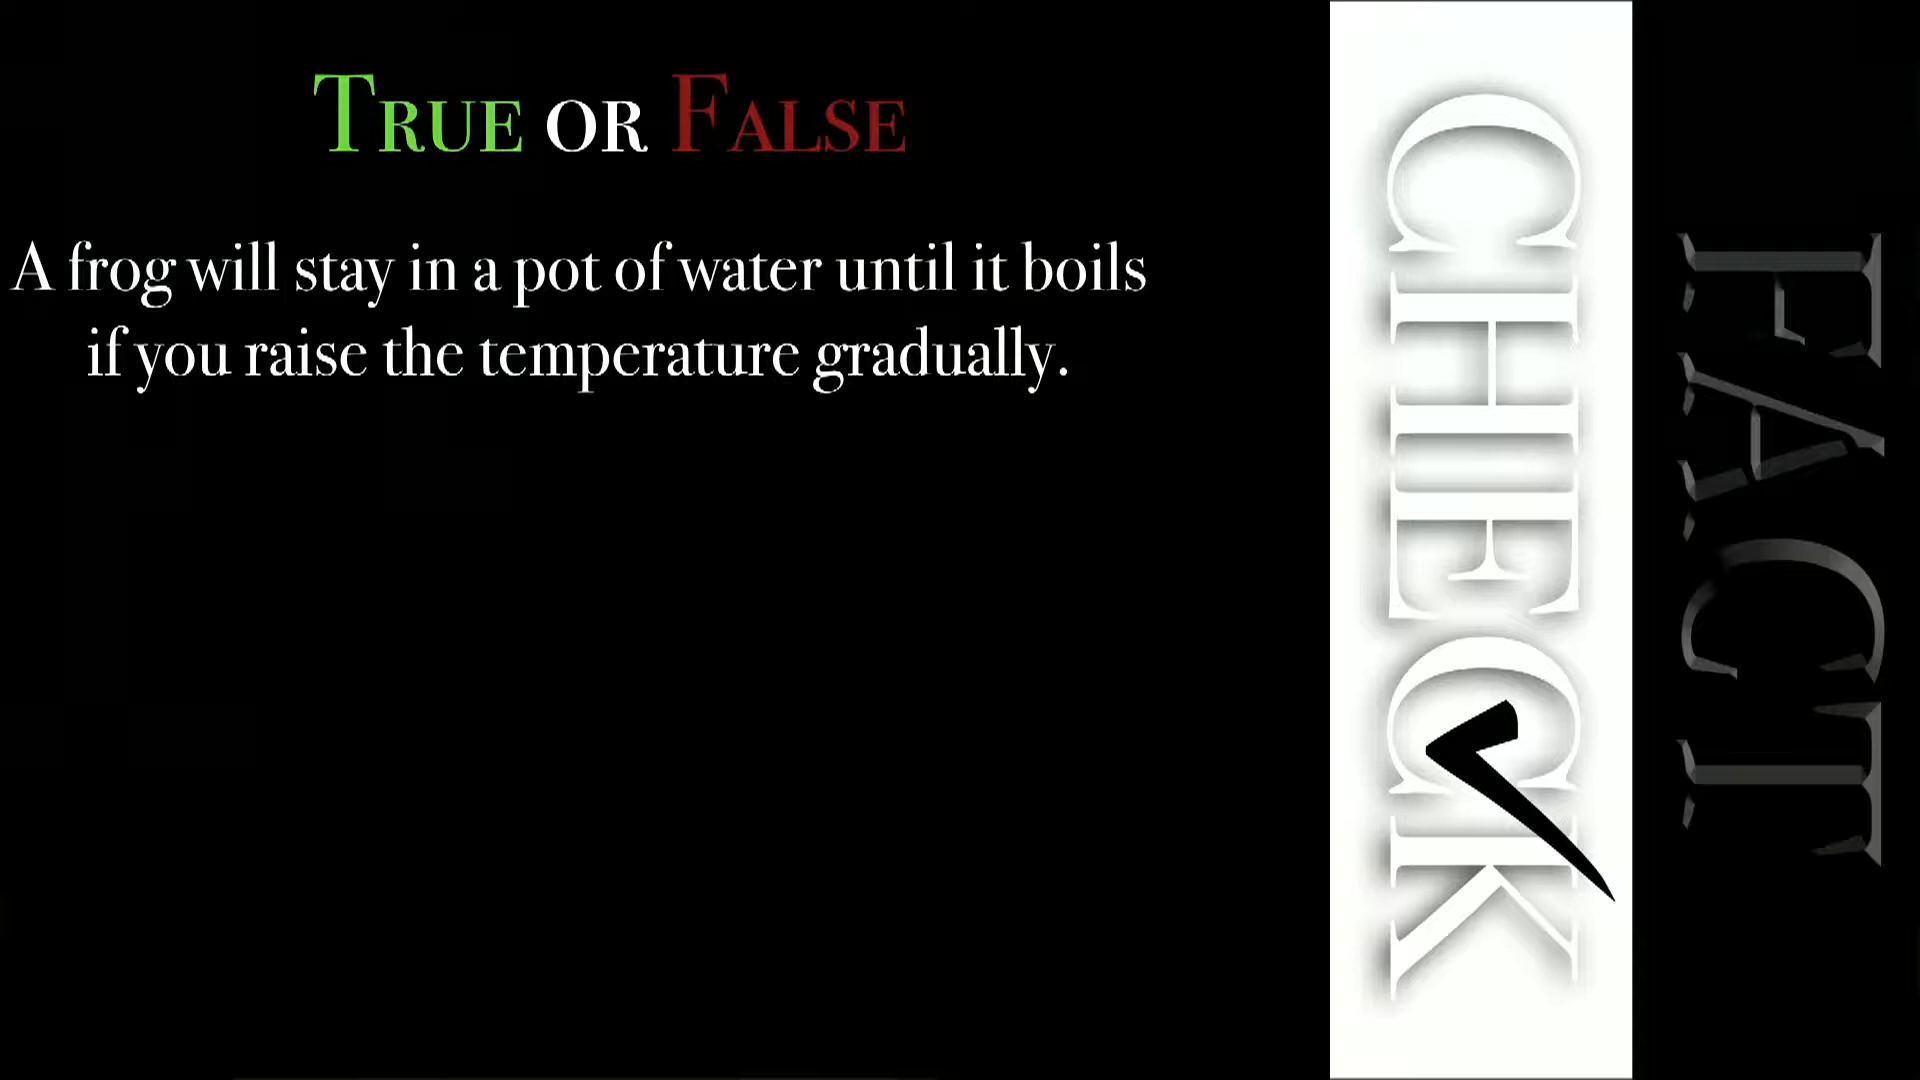 True or False
A frog will stay in a pot of water until it boils
if you raise the temperature gradually.
FACT
CHECK